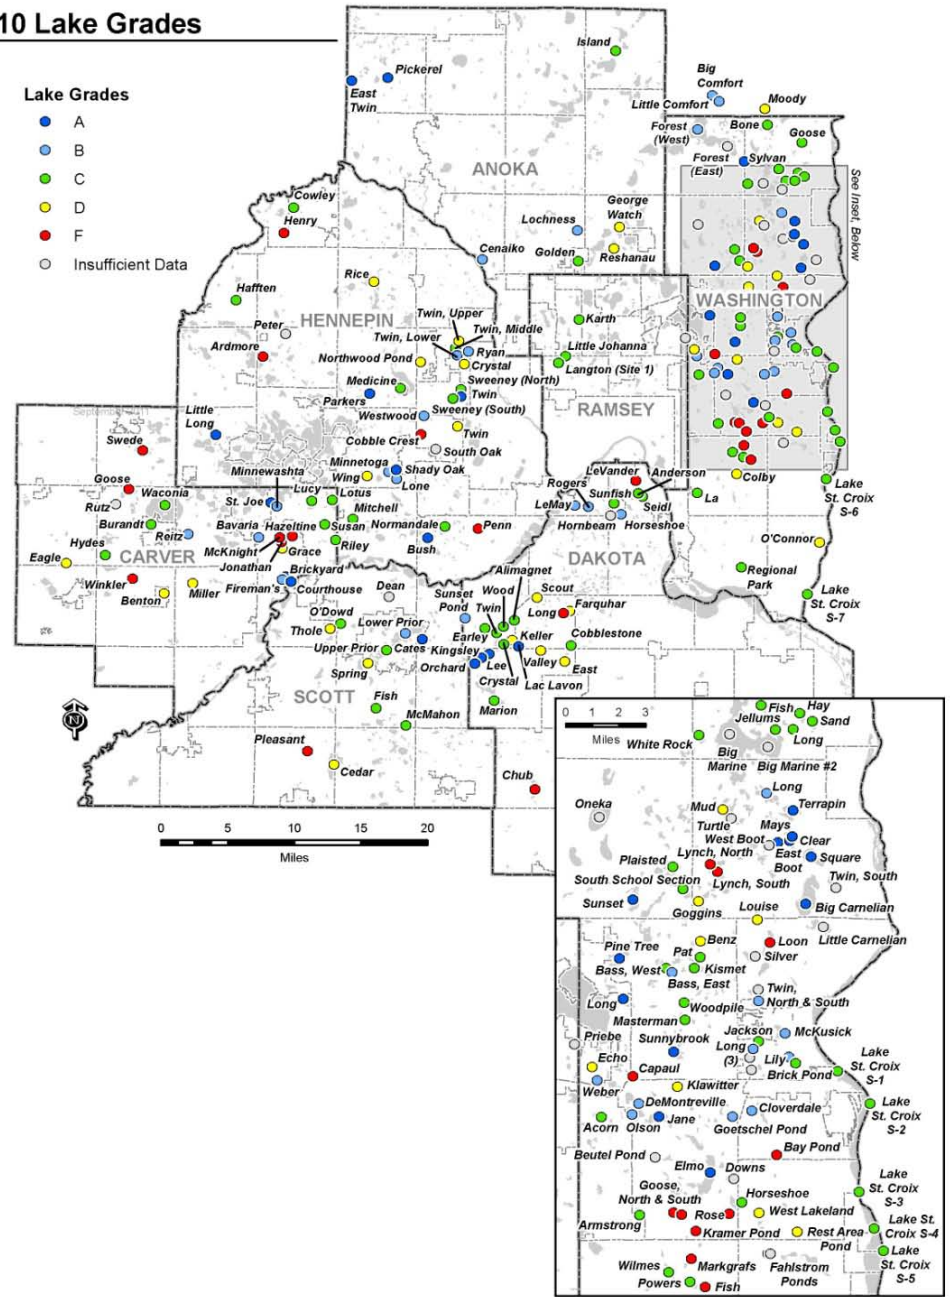 10 Lake Grades
Lake Grades
A
B
C
D
F
Insufficient Data
Island
Pickerel
East
Twin
Big
Comfort
Little Comfort
Moody
Forest
(West)
Bone
Goose
Forest
(East)
Sylvan
See Inset, Below
ANOKA
Cowley
Henry
Lochness
George
Watch
Cenaiko
Golden
Reshanau
Rice
Hafften
HENNEPIN
Twin, Upper
WASHINGTON
Peter
Twin, Lower
Twin, Middle
Karth
Ardmore
Northwood Pond
Ryan
Crystal
Little Johanna
Langton (Site 1)
Medicine
Sweeney (North)
Parkers
Twin
RAMSEY
September 2011
Little
Long
Westwood
Sweeney (South)
Swede
Cobble Crest
Twin
South Oak
Minnewashta
Minnetoga
Shady Oak
LeVander
Anderson
Goose
Wing
Lone
Rogers
Colby
Rutz
Waconia
St. Joe
Lucy
Lotus
LeMay
Sunfish
Seidl
La
Lake
St. Croix
S-6
Burandt
Bavaria
Hazeltine
Mitchell
Susan
Normandale
Penn
Hornbeam
Horseshoe
Reitz
Hydes
CARVER
McKnight
Grace
Riley
Bush
DAKOTA
O'Connor
Eagle
Jonathan
Brickyard
Alimagnet
Regional
Park
Winkler
Benton
Miller
Fireman's
Courthouse
Dean
Sunset
Pond
Wood
Scout
Lake
St. Croix
S-7
O'Dowd
Twin
Long
Farquhar
Thole
Lower Prior
Earley
Keller
Cobblestone
Upper Prior
Cates
Kingsley
Spring
Orchard
Lee
Valley
East
Crystal
Lac Lavon
SCOTT
Fish
Marion
McMahon
Pleasant
Cedar
Chub
N
0 5 10 15 20
Miles
0 1 2 3
Miles
Fish
Hay
Jellums
Sand
White Rock
Long
Big
Marine
Big Marine #2
Long
Oneka
Mud
Terrapin
Turtle
Mays
West Boot
Clear
Plaisted
Lynch, North
East
Boot
Square
South School Section
Lynch, South
Twin, South
Sunset
Goggins
Louise
Big Carnelian
Pine Tree
Benz
Loon
Little Carnelian
Pat
Silver
Bass, West
Kismet
Bass, East
Twin,
North & South
Long
Woodpile
Masterman
Priebe
Sunnybrook
Jackson
McKusick
Echo
Long
(3)
Lily
Lake
St. Croix
S-1
Capaul
Brick Pond
Weber
Klawitter
DeMontreville
Cloverdale
Lake
St. Croix
S-2
Acorn
Olson
Jane
Goetschel Pond
Beutel Pond
Bay Pond
Elmo
Downs
Lake
St. Croix
S-3
Goose,
North & South
Horseshoe
Armstrong
Rose
West Lakeland
Lake St.
Croix S-4
Kramer Pond
Rest Area
Pond
Lake
St. Croix
S-5
Wilmes
Markgrafs
Fahlstrom
Ponds
Powers
Fish